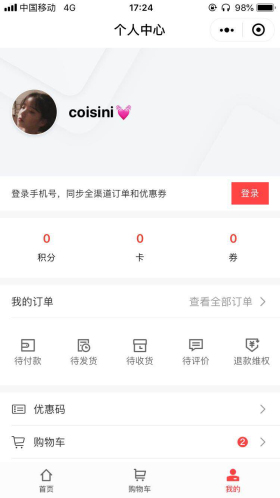 中国移动 4G 17:24 98%
个人中心
coisini💓
登录手机号，同步全渠道订单和优惠券 登录
0 0 0
积分 卡 券
我的订单 查看全部订单
待付款 待发货 待收货 待评价 退款维权
优惠码
购物车 2
首页 购物车 我的